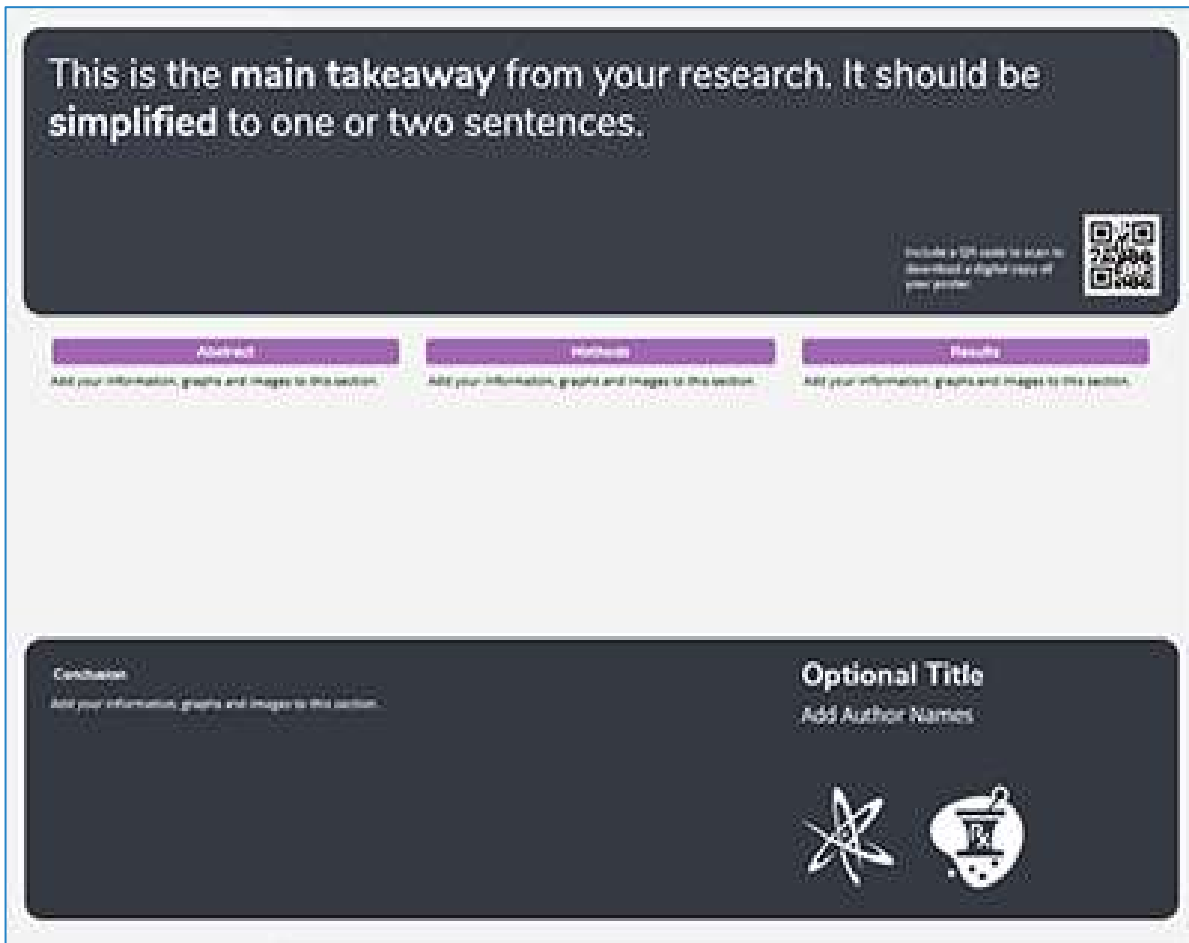 This is the main takeaway from your research. It should be
simplified to one or two sentences.
Include a QR code to scan to
download a digital copy of
your poster.
Abstract
Methods
Results
Add your information, graphs and images to this section.
Add your information, graphs and images to this section.
Add your information, graphs and images to this section.
Conclusion
Add your information, graphs and images to this section.
Optional Title
Add Author Names
Rx